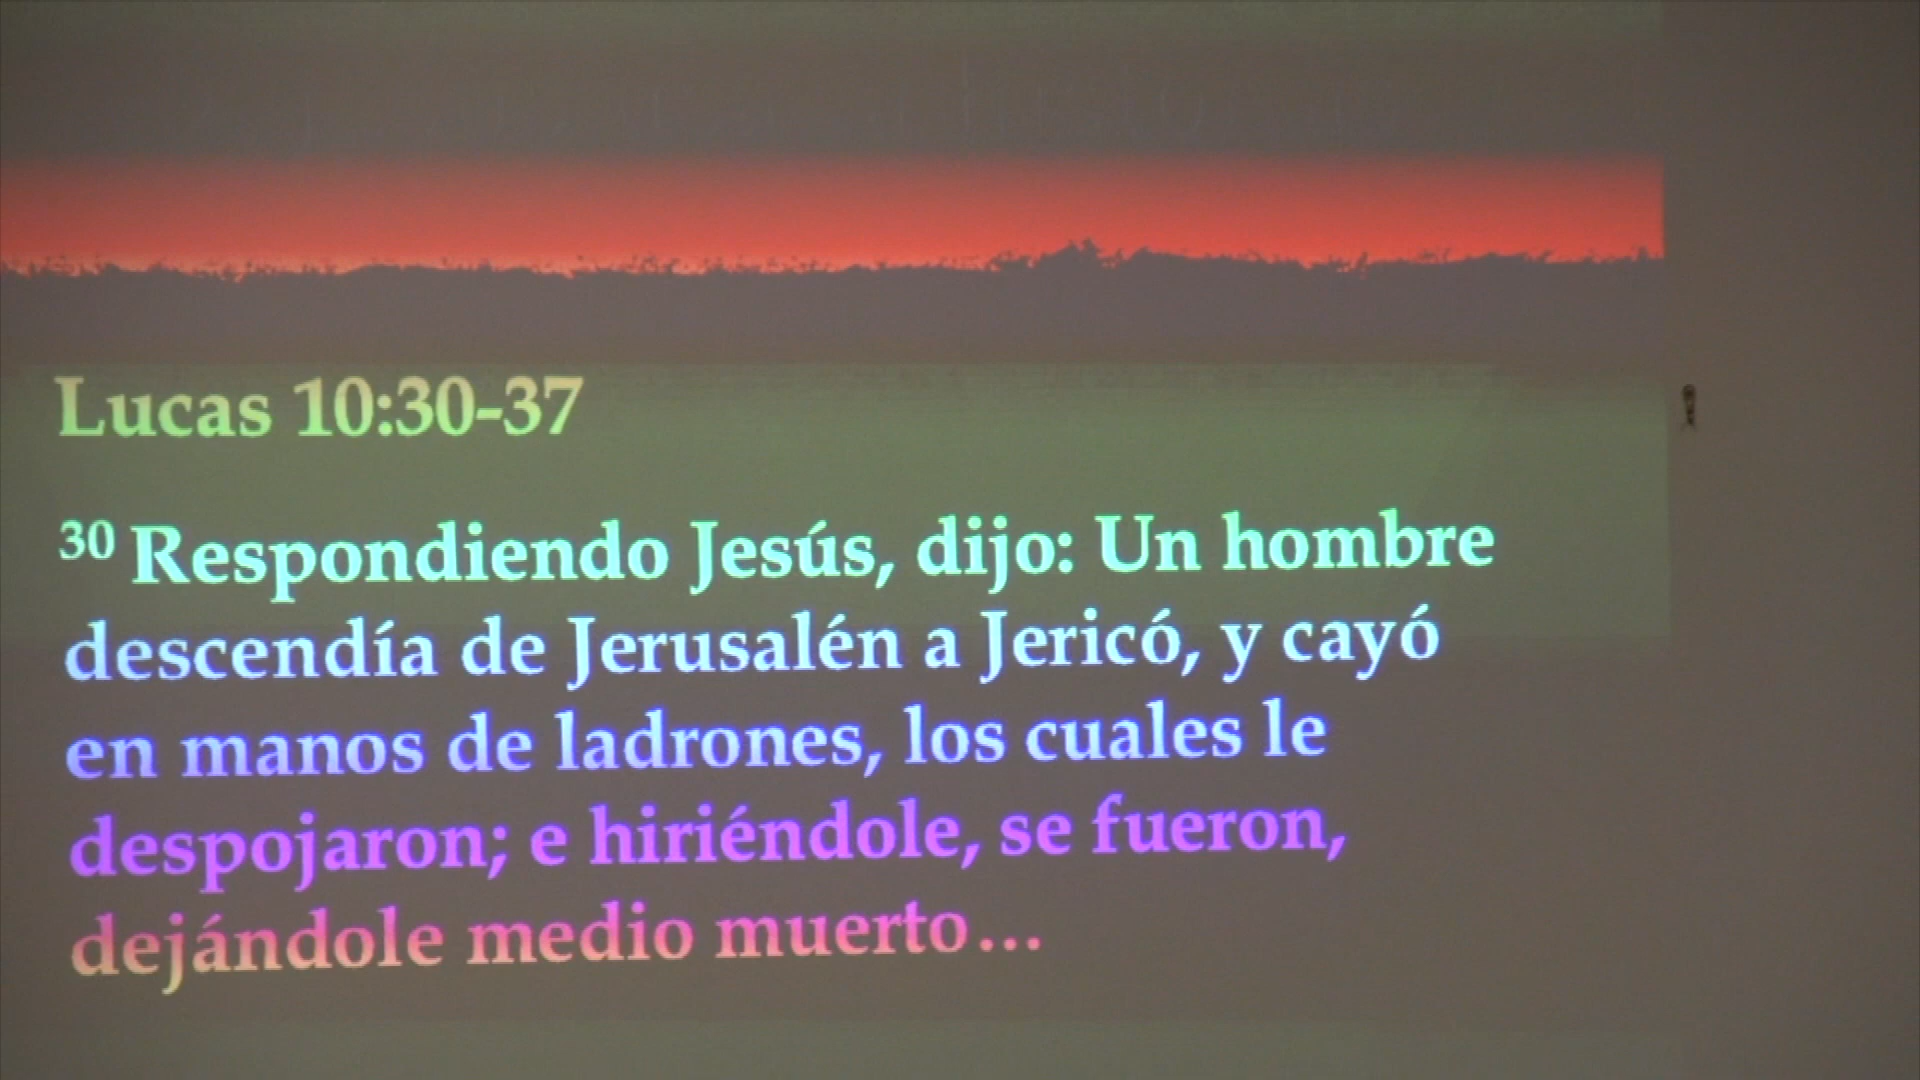 Lucas 10:30-37
30 Respondiendo Jesús, dijo: Un hombre
descendía de Jerusalén a Jericó, y cayó
en manos de ladrones, los cuales le
despojaron; e hiriéndole, se fueron,
dejándole medio muerto…